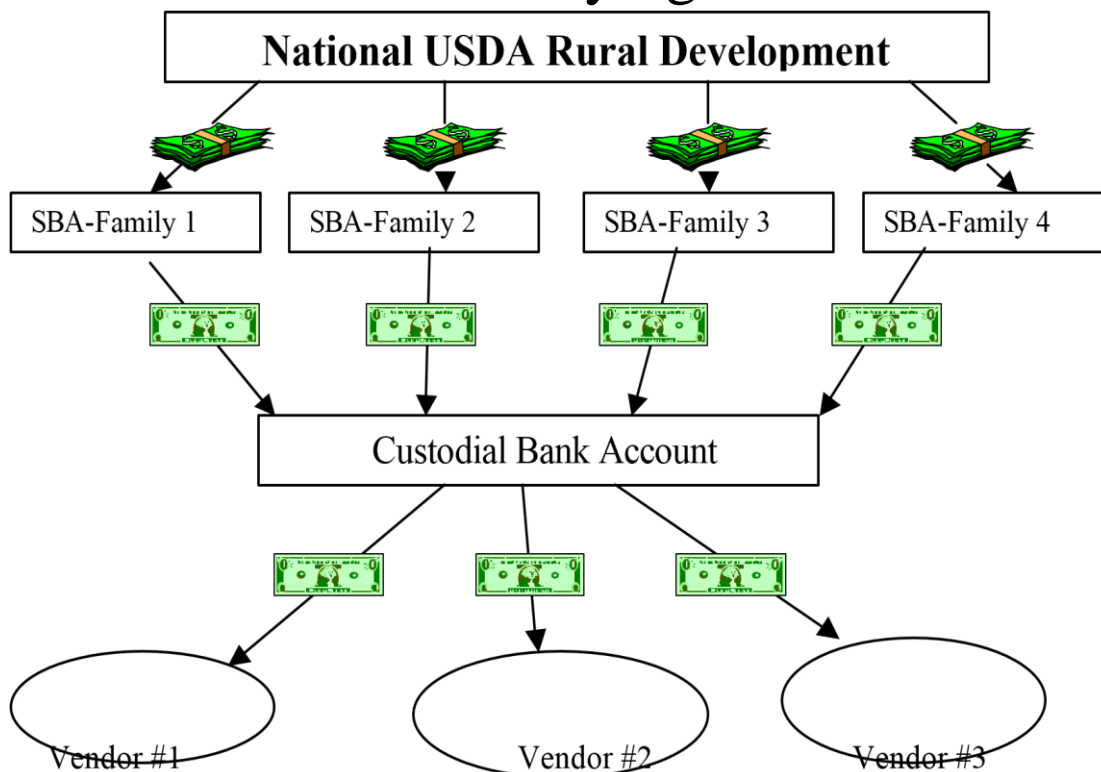 National USDA Rural Development
SBA-Family 1
SBA-Family 2
SBA-Family 3
SBA-Family 4
Custodial Bank Account
Vendor #1
Vendor #2
Vendor #3